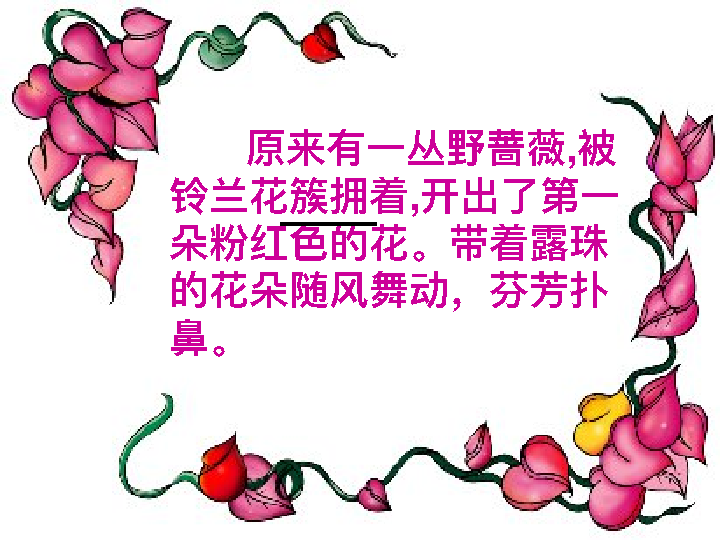 原来有一丛野蔷薇,被
铃兰花簇拥着,开出了第一
朵粉红色的花。带着露珠
的花朵随风舞动，芬芳扑
鼻。